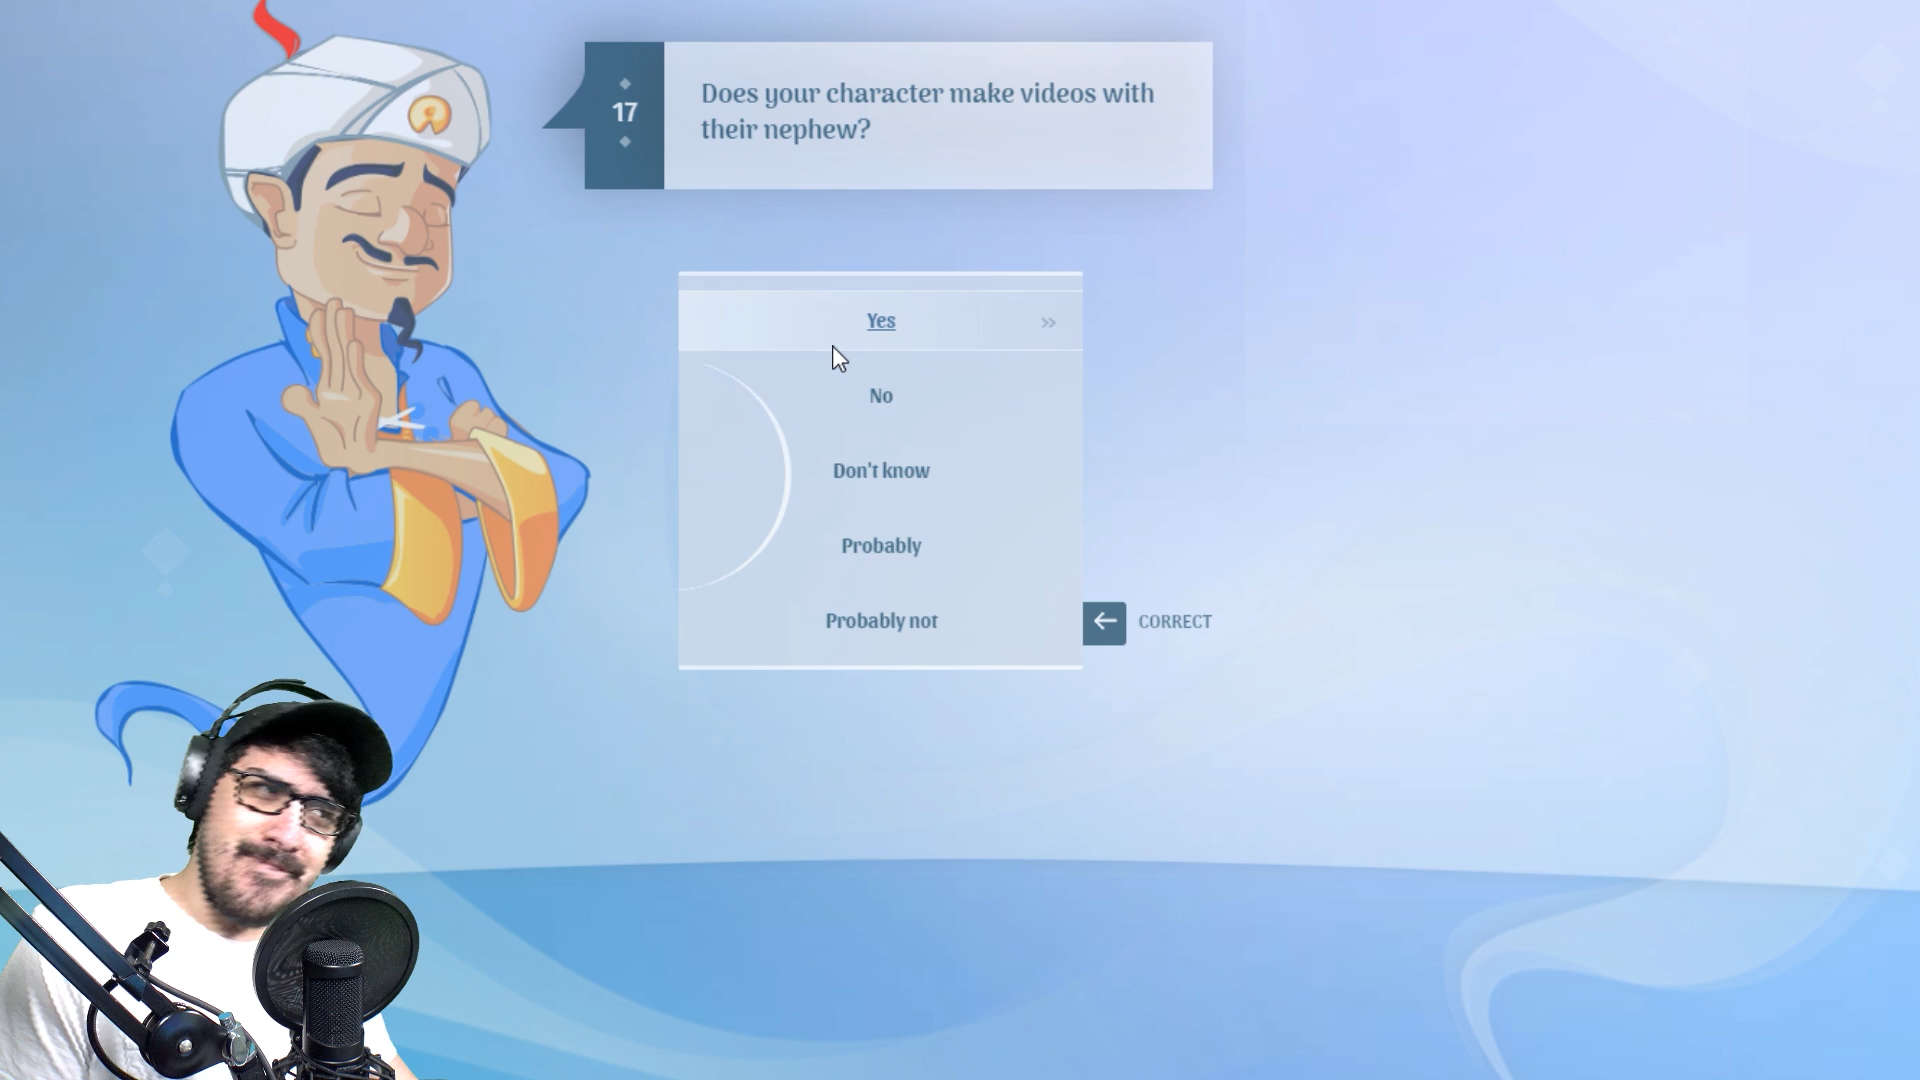 17
Does your character make videos with
their nephew?
Yes
No
Don't know
Probably
Probably not
CORRECT